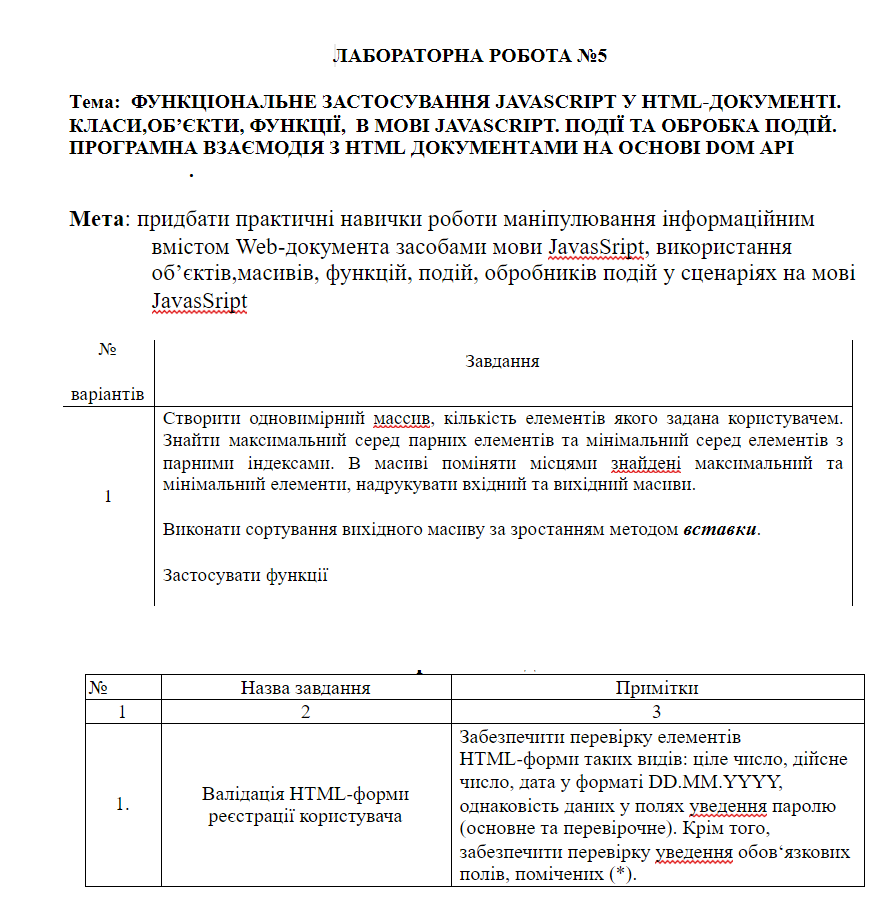 ЛАБОРАТОРНА РОБОТА №5
Тема: ФУНКЦІОНАЛЬНЕ ЗАСТОСУВАННЯ JAVASCRIPT У HTML-ДОКУМЕНТІ.
КЛАСИ,ОБ’ЄКТИ, ФУНКЦІЇ, В МОВІ JAVASCRIPT. ПОДІЇ ТА ОБРОБКА ПОДІЙ.
ПРОГРАМНА ВЗАЄМОДІЯ З HTML ДОКУМЕНТАМИ НА ОСНОВІ DOM API
.
Мета: придбати практичні навички роботи маніпулювання інформаційним
вмістом Web-документа засобами мови JavasSript, використання
об’єктів,масивів, функцій, подій, обробників подій у сценаріях на мові
JavasSript
№
варіантів
Завдання
1
Створити одновимірний массив, кількість елементів якого задана користувачем.
Знайти максимальний серед парних елементів та мінімальний серед елементів з
парними індексами. В масиві поміняти місцями знайдені максимальний та
мінімальний елементи, надрукувати вхідний та вихідний масиви.
Виконати сортування вихідного масиву за зростанням методом вставки.
Застосувати функції
№ Назва завдання Примітки
1 2 3
1.
Валідація HTML-форми
реєстрації користувача
Забезпечити перевірку елементів
HTML-форми таких видів: ціле число, дійсне
число, дата у форматі DD.MM.YYYY,
однаковість даних у полях уведення паролю
(основне та перевірочне). Крім того,
забезпечити перевірку уведення обов‘язкових
полів, помічених (*).